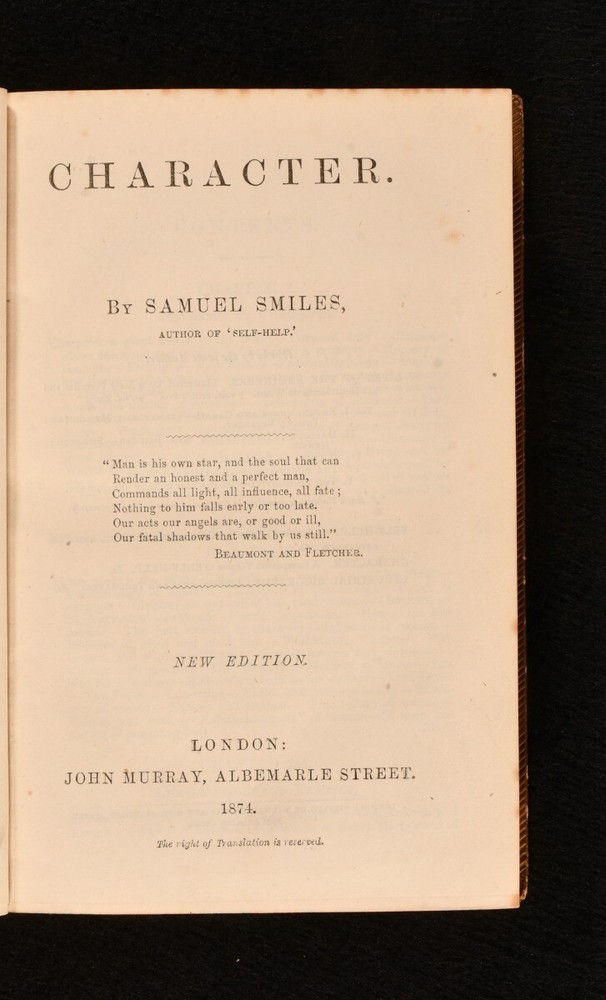 CHARACTER.
BY SAMUEL SMILES,
AUTHOR OF ‘SELF-HELP.’
“Man is his own star, and the soul that can
Render an honest and a perfect man,
Commands all light, all influence, all fate;
Nothing to him falls early or too late.
Our acts our angels are, or good or ill,
Our fatal shadows that walk by us still.”
BEAUMONT AND FLETCHER.
NEW EDITION.
LONDON:
JOHN MURRAY, ALBEMARLE STREET.
1874.
The right of Translation is reserved.